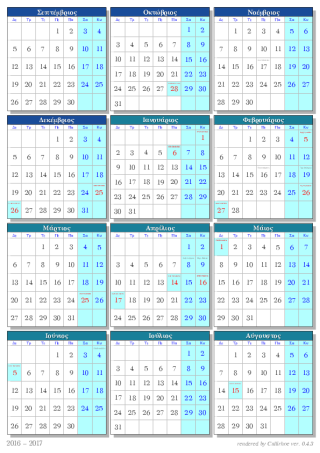 Σεπτέμβριος
Δε Τρ Τε Πε Πα Σα Κυ
1 2 3 4
5 6 7 8 9 10 11
12 13 14 15 16 17 18
19 20 21 22 23 24 25
26 27 28 29 30
Οκτώβριος
Δε Τρ Τε Πε Πα Σα Κυ
1 2
3 4 5 6 7 8 9
10 11 12 13 14 15 16
17 18 19 20 21 22 23
24 25 26 27 28 29 30
31
Νοέμβριος
Δε Τρ Τε Πε Πα Σα Κυ
1 2 3 4 5 6
7 8 9 10 11 12 13
14 15 16 17 18 19 20
21 22 23 24 25 26 27
28 29 30
Δεκέμβριος
Δε Τρ Τε Πε Πα Σα Κυ
1 2 3 4
5 6 7 8 9 10 11
12 13 14 15 16 17 18
19 20 21 22 23 24 25
26 27 28 29 30 31
Ιανουάριος
Δε Τρ Τε Πε Πα Σα Κυ
1
2 3 4 5 6 7 8
9 10 11 12 13 14 15
16 17 18 19 20 21 22
23 24 25 26 27 28 29
30 31
Φεβρουάριος
Δε Τρ Τε Πε Πα Σα Κυ
1 2 3 4 5
6 7 8 9 10 11 12
13 14 15 16 17 18 19
20 21 22 23 24 25 26
27 28
Μάρτιος
Δε Τρ Τε Πε Πα Σα Κυ
1 2 3 4 5
6 7 8 9 10 11 12
13 14 15 16 17 18 19
20 21 22 23 24 25 26
27 28 29 30 31
Απρίλιος
Δε Τρ Τε Πε Πα Σα Κυ
1 2
3 4 5 6 7 8 9
10 11 12 13 14 15 16
17 18 19 20 21 22 23
24 25 26 27 28 29 30
Μάιος
Δε Τρ Τε Πε Πα Σα Κυ
1 2 3 4 5 6 7
8 9 10 11 12 13 14
15 16 17 18 19 20 21
22 23 24 25 26 27 28
29 30 31
Ιούνιος
Δε Τρ Τε Πε Πα Σα Κυ
1 2 3 4
5 6 7 8 9 10 11
12 13 14 15 16 17 18
19 20 21 22 23 24 25
26 27 28 29 30
Ιούλιος
Δε Τρ Τε Πε Πα Σα Κυ
1 2
3 4 5 6 7 8 9
10 11 12 13 14 15 16
17 18 19 20 21 22 23
24 25 26 27 28 29 30
31
Αύγουστος
Δε Τρ Τε Πε Πα Σα Κυ
1 2 3 4 5 6
7 8 9 10 11 12 13
14 15 16 17 18 19 20
21 22 23 24 25 26 27
28 29 30 31
2016 – 2017
rendered by Calirhoe ver. 0.4.3